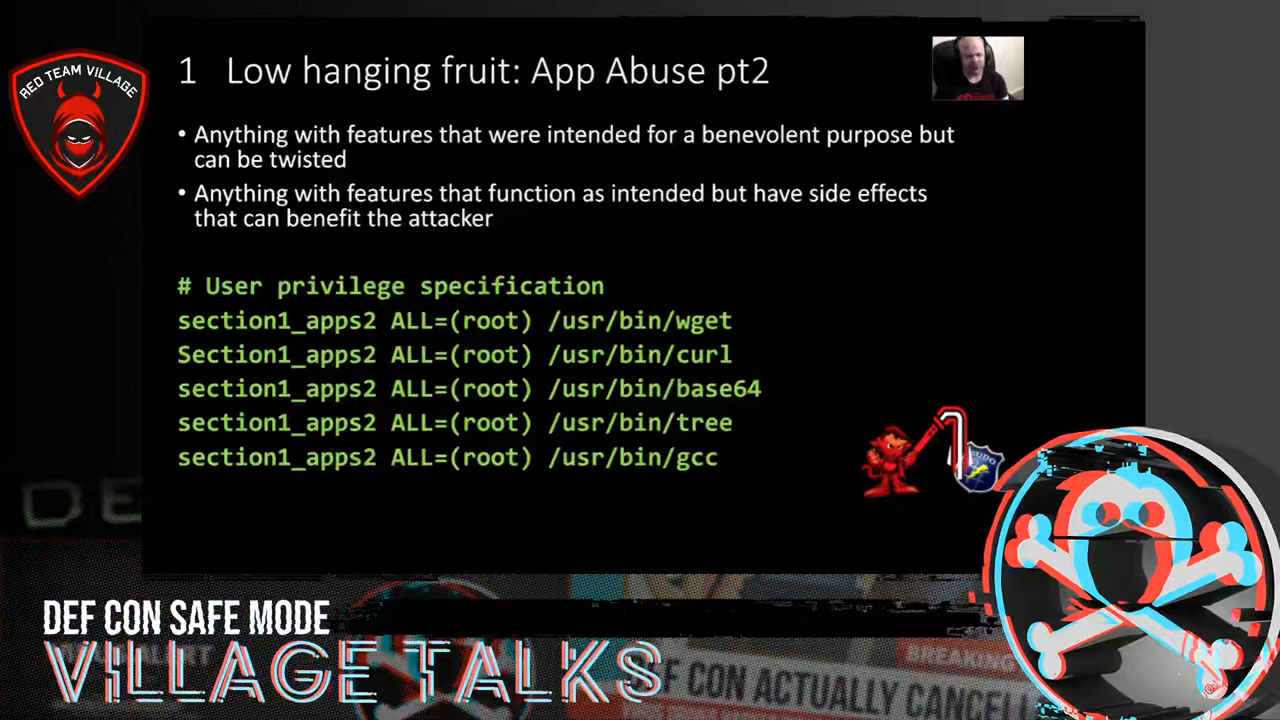 RED TEAM VILLAGE
1 Low hanging fruit: App Abuse pt2
• Anything with features that were intended for a benevolent purpose but
can be twisted
• Anything with features that function as intended but have side effects
that can benefit the attacker
# User privilege specification
section1_apps2 ALL=(root) /usr/bin/wget
Section1_apps2 ALL=(root) /usr/bin/curl
section1_apps2 ALL=(root) /usr/bin/base64
section1_apps2 ALL=(root) /usr/bin/tree
section1_apps2 ALL=(root) /usr/bin/gcc
DE
DEF CON SAFE MODE
VILLAGE TALKS
BREAKING
DEF CON ACTUALLY CANCEL